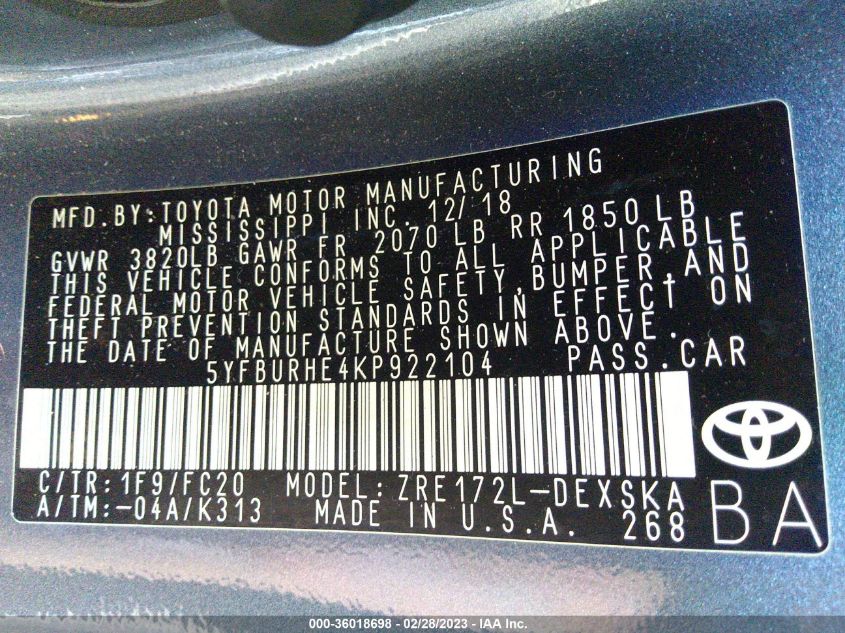 MFD.BY:TOYOTA MOTOR MANUFACTURING
MISSISSIPPI INC. 12/18
GVWR 3820LB GAWR FR 2070 LB RR 1850LB
THIS VEHICLE CONFORMS TO ALL APPLICABLE
FEDERAL MOTOR VEHICLE SAFETY,BUMPER,AND
THEFT PREVENTION STANDARDS IN EFFECT ON
THE DATE OF MANUFACTURE SHOWN ABOVE.
5YFBURHE4KP922104 PASS.CAR
C/TR:1F9/FC20 MODEL:ZRE172L-DEXSKA
A/TM:-04A/K313 MADE IN U.S.A. 268
BA
000-36018698 - 02/28/2023 - IAA Inc.